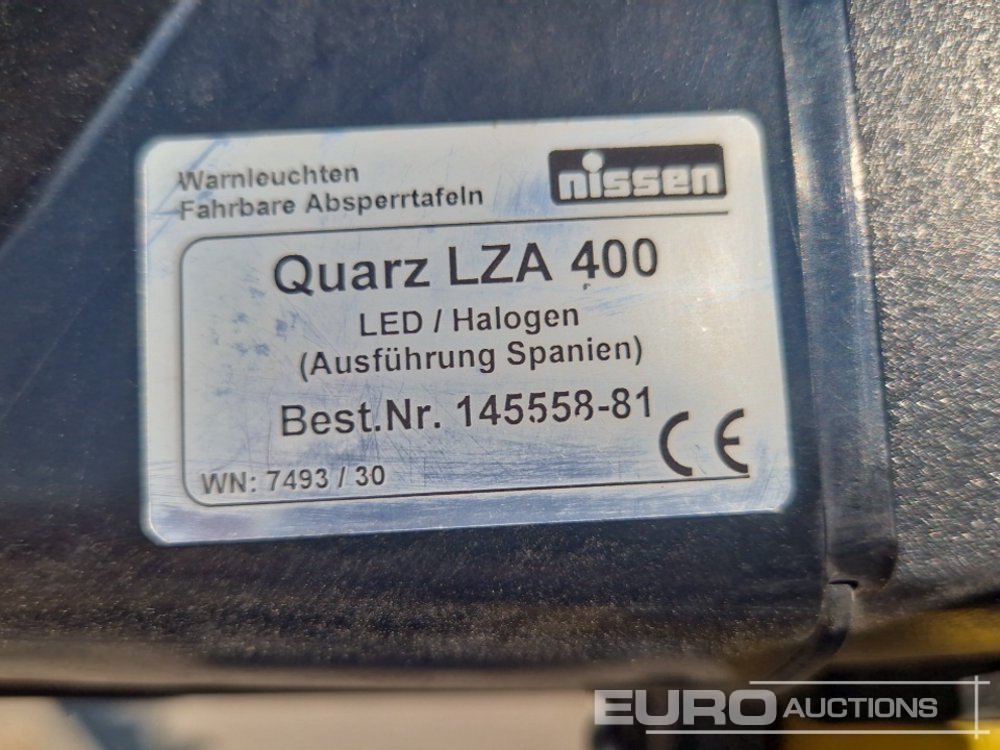 Warnleuchten
Fahrbare Absperrtafeln
nissen
Quarz LZA 400
LED / Halogen
(Ausführung Spanien)
Best.Nr. 145558-81
CE
WN: 7493 / 30
EURO AUCTIONS